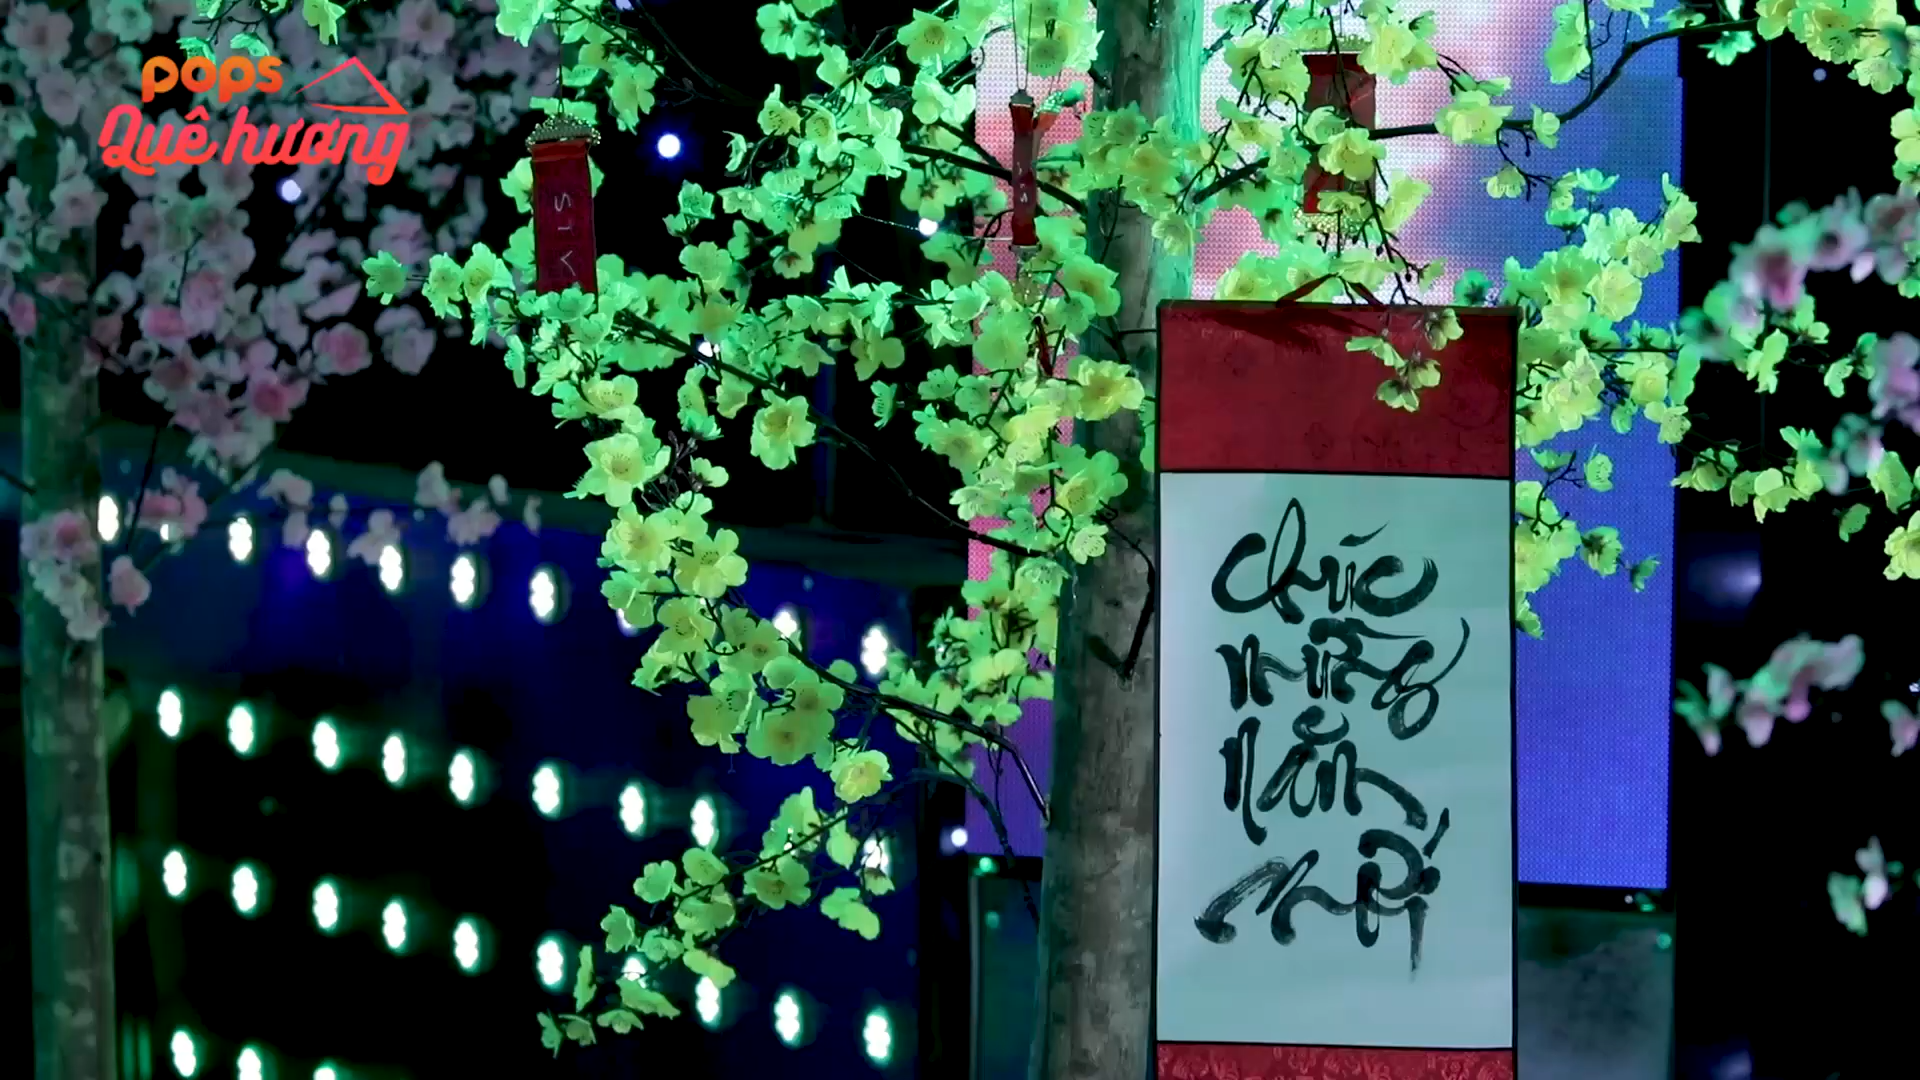 pops
Quê hương
Chúc
mừng
năm
mới